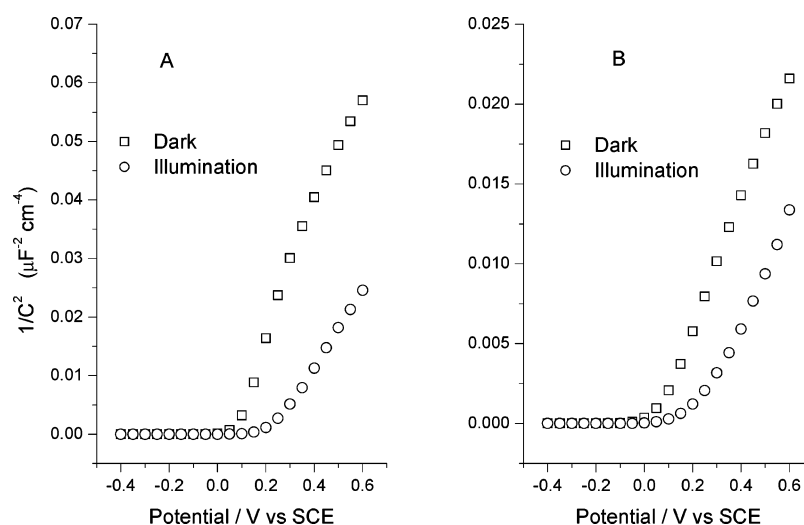 A
0.07
0.06
0.05
0.04
0.03
0.02
0.01
0.00
1/C² (μF⁻² cm⁻⁴)
Dark
Illumination
-0.4 -0.2 0.0 0.2 0.4 0.6
Potential / V vs SCE
B
0.025
0.020
0.015
0.010
0.005
0.000
Dark
Illumination
-0.4 -0.2 0.0 0.2 0.4 0.6
Potential / V vs SCE